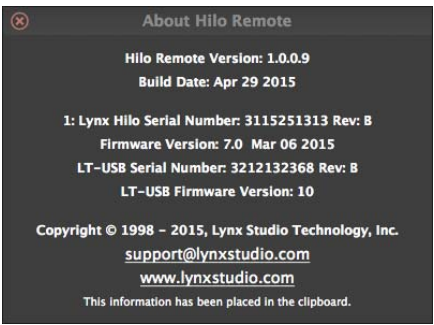 About Hilo Remote
Hilo Remote Version: 1.0.0.9
Build Date: Apr 29 2015
1: Lynx Hilo Serial Number: 3115251313 Rev: B
Firmware Version: 7.0  Mar 06 2015
LT-USB Serial Number: 3212132368 Rev: B
LT-USB Firmware Version: 10
Copyright © 1998 - 2015, Lynx Studio Technology, Inc.
support@lynxstudio.com
www.lynxstudio.com
This information has been placed in the clipboard.